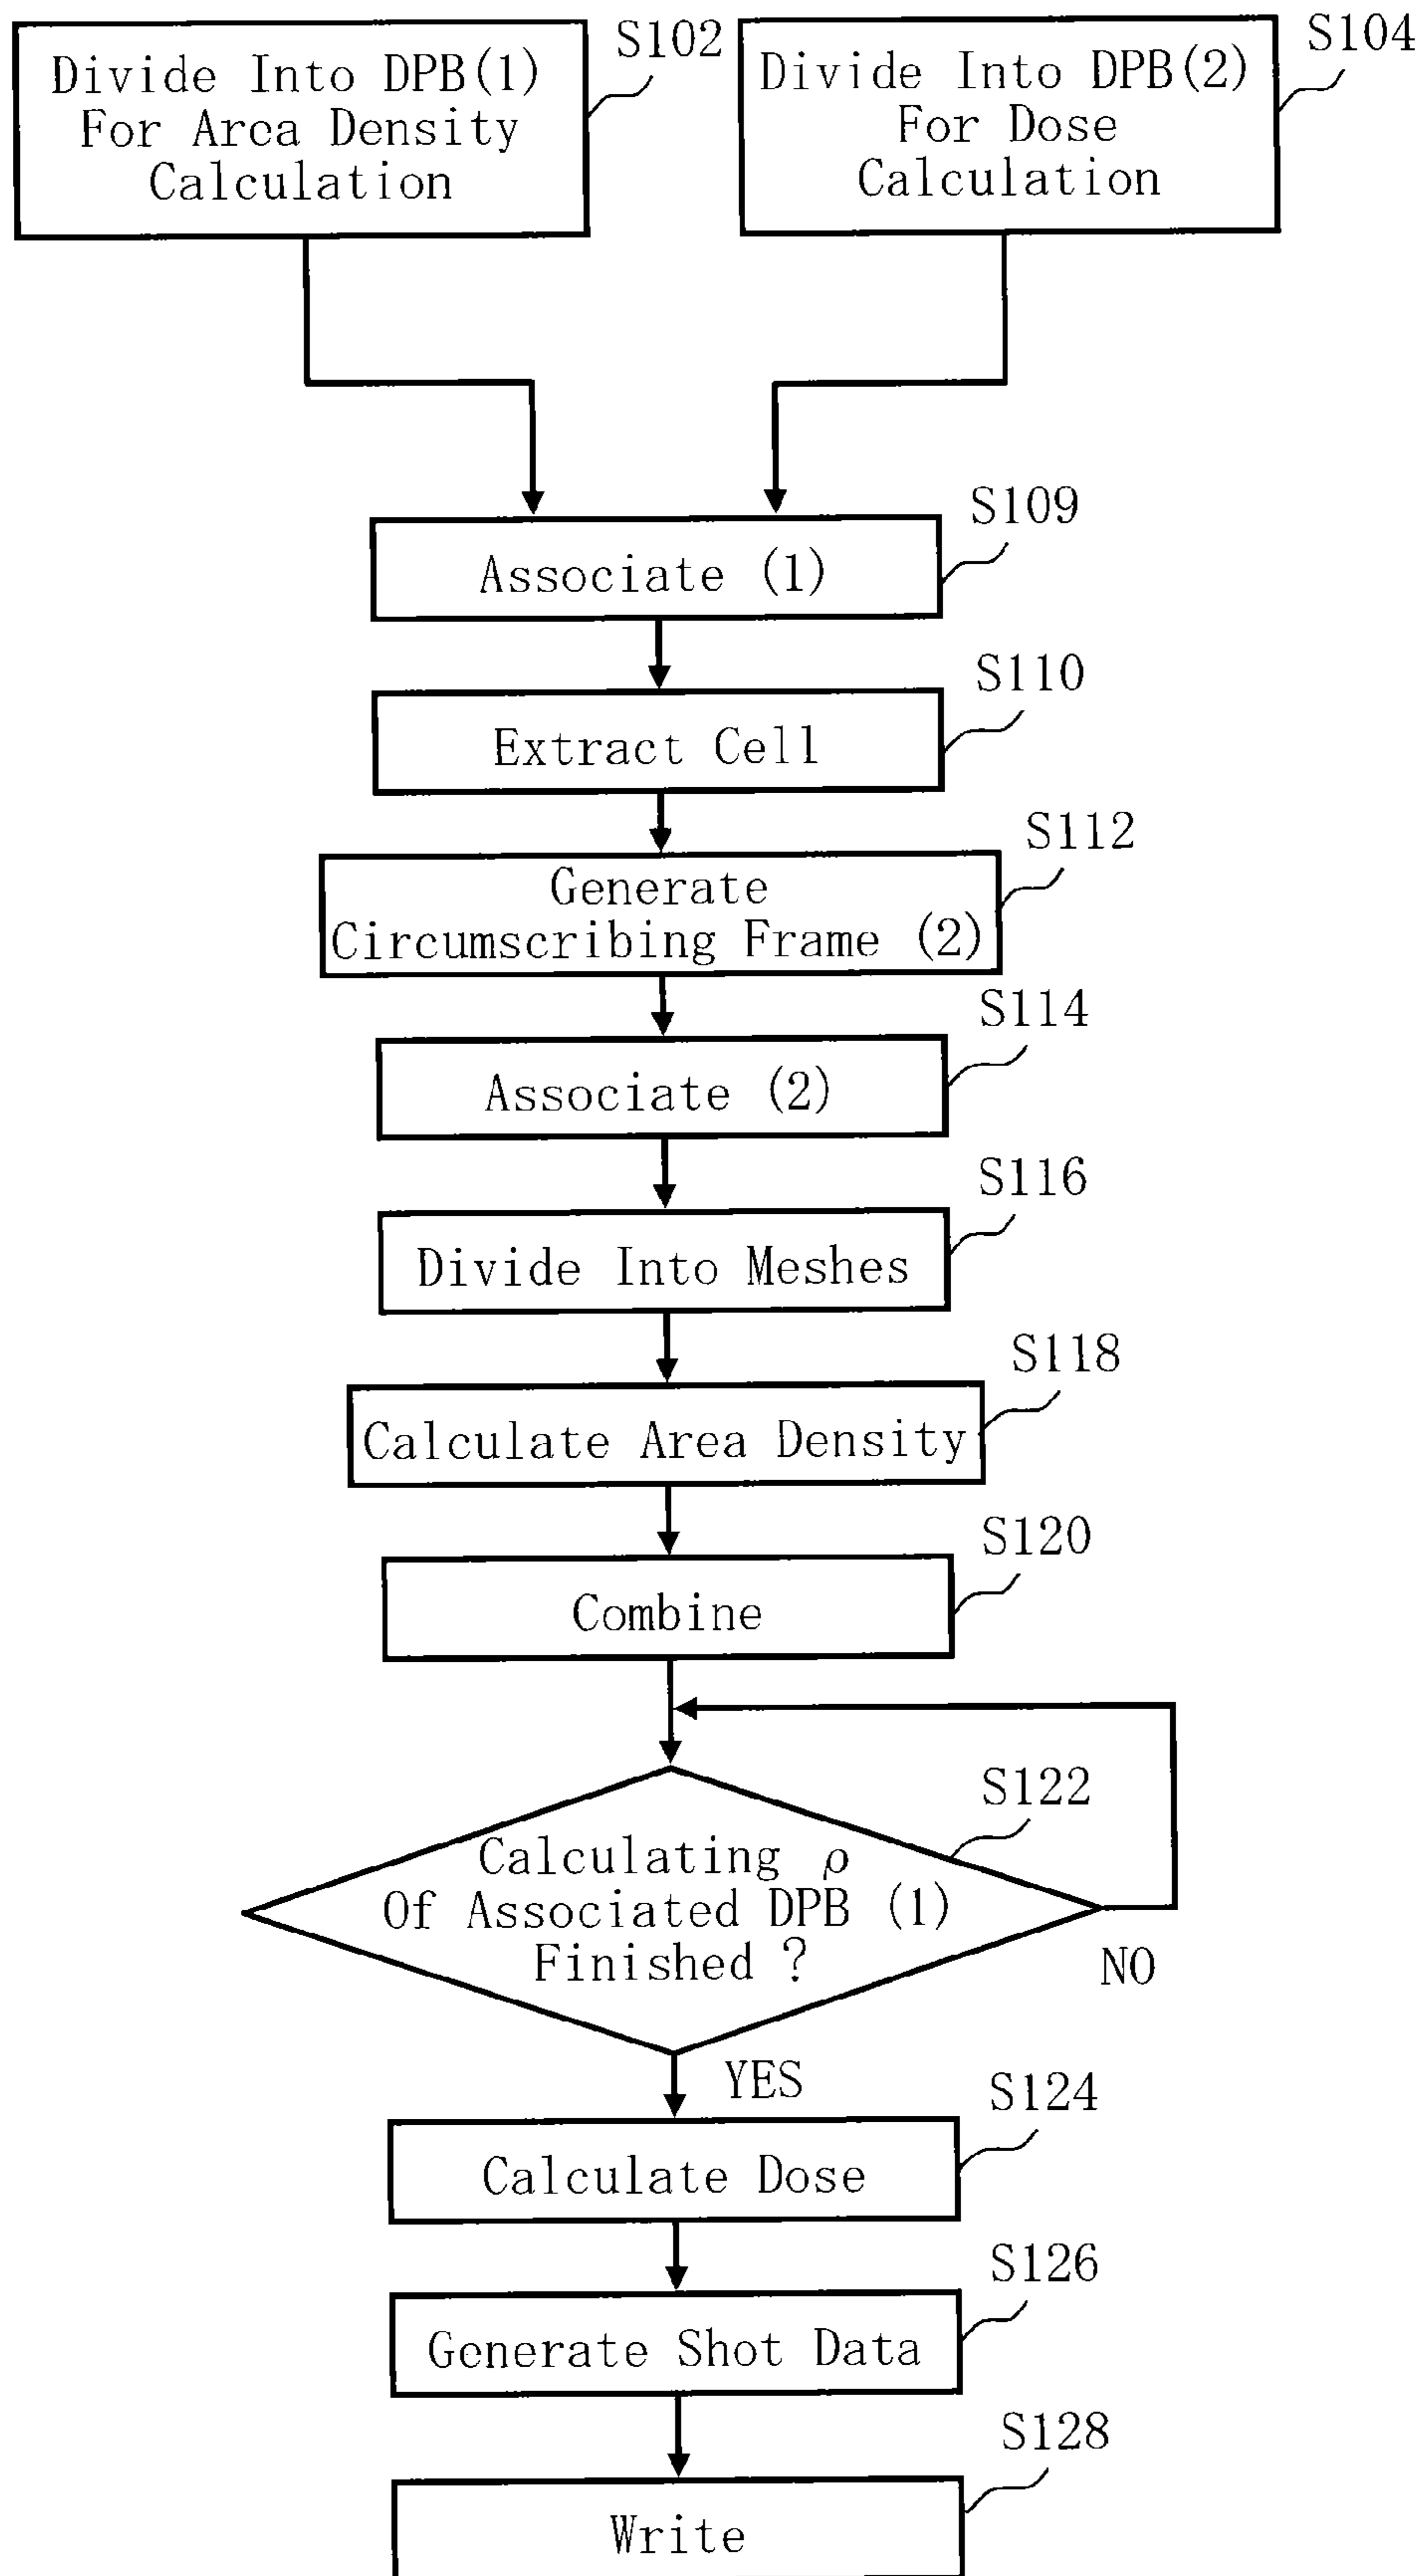 Divide Into DPB(1)
For Area Density
Calculation
S102
Divide Into DPB(2)
For Dose
Calculation
S104
Associate (1)
S109
Extract Cell
S110
Generate
Circumscribing Frame (2)
S112
Associate (2)
S114
Divide Into Meshes
S116
Calculate Area Density
S118
Combine
S120
Calculating ρ
Of Associated DPB (1)
Finished ?
S122
NO
YES
Calculate Dose
S124
Generate Shot Data
S126
Write
S128